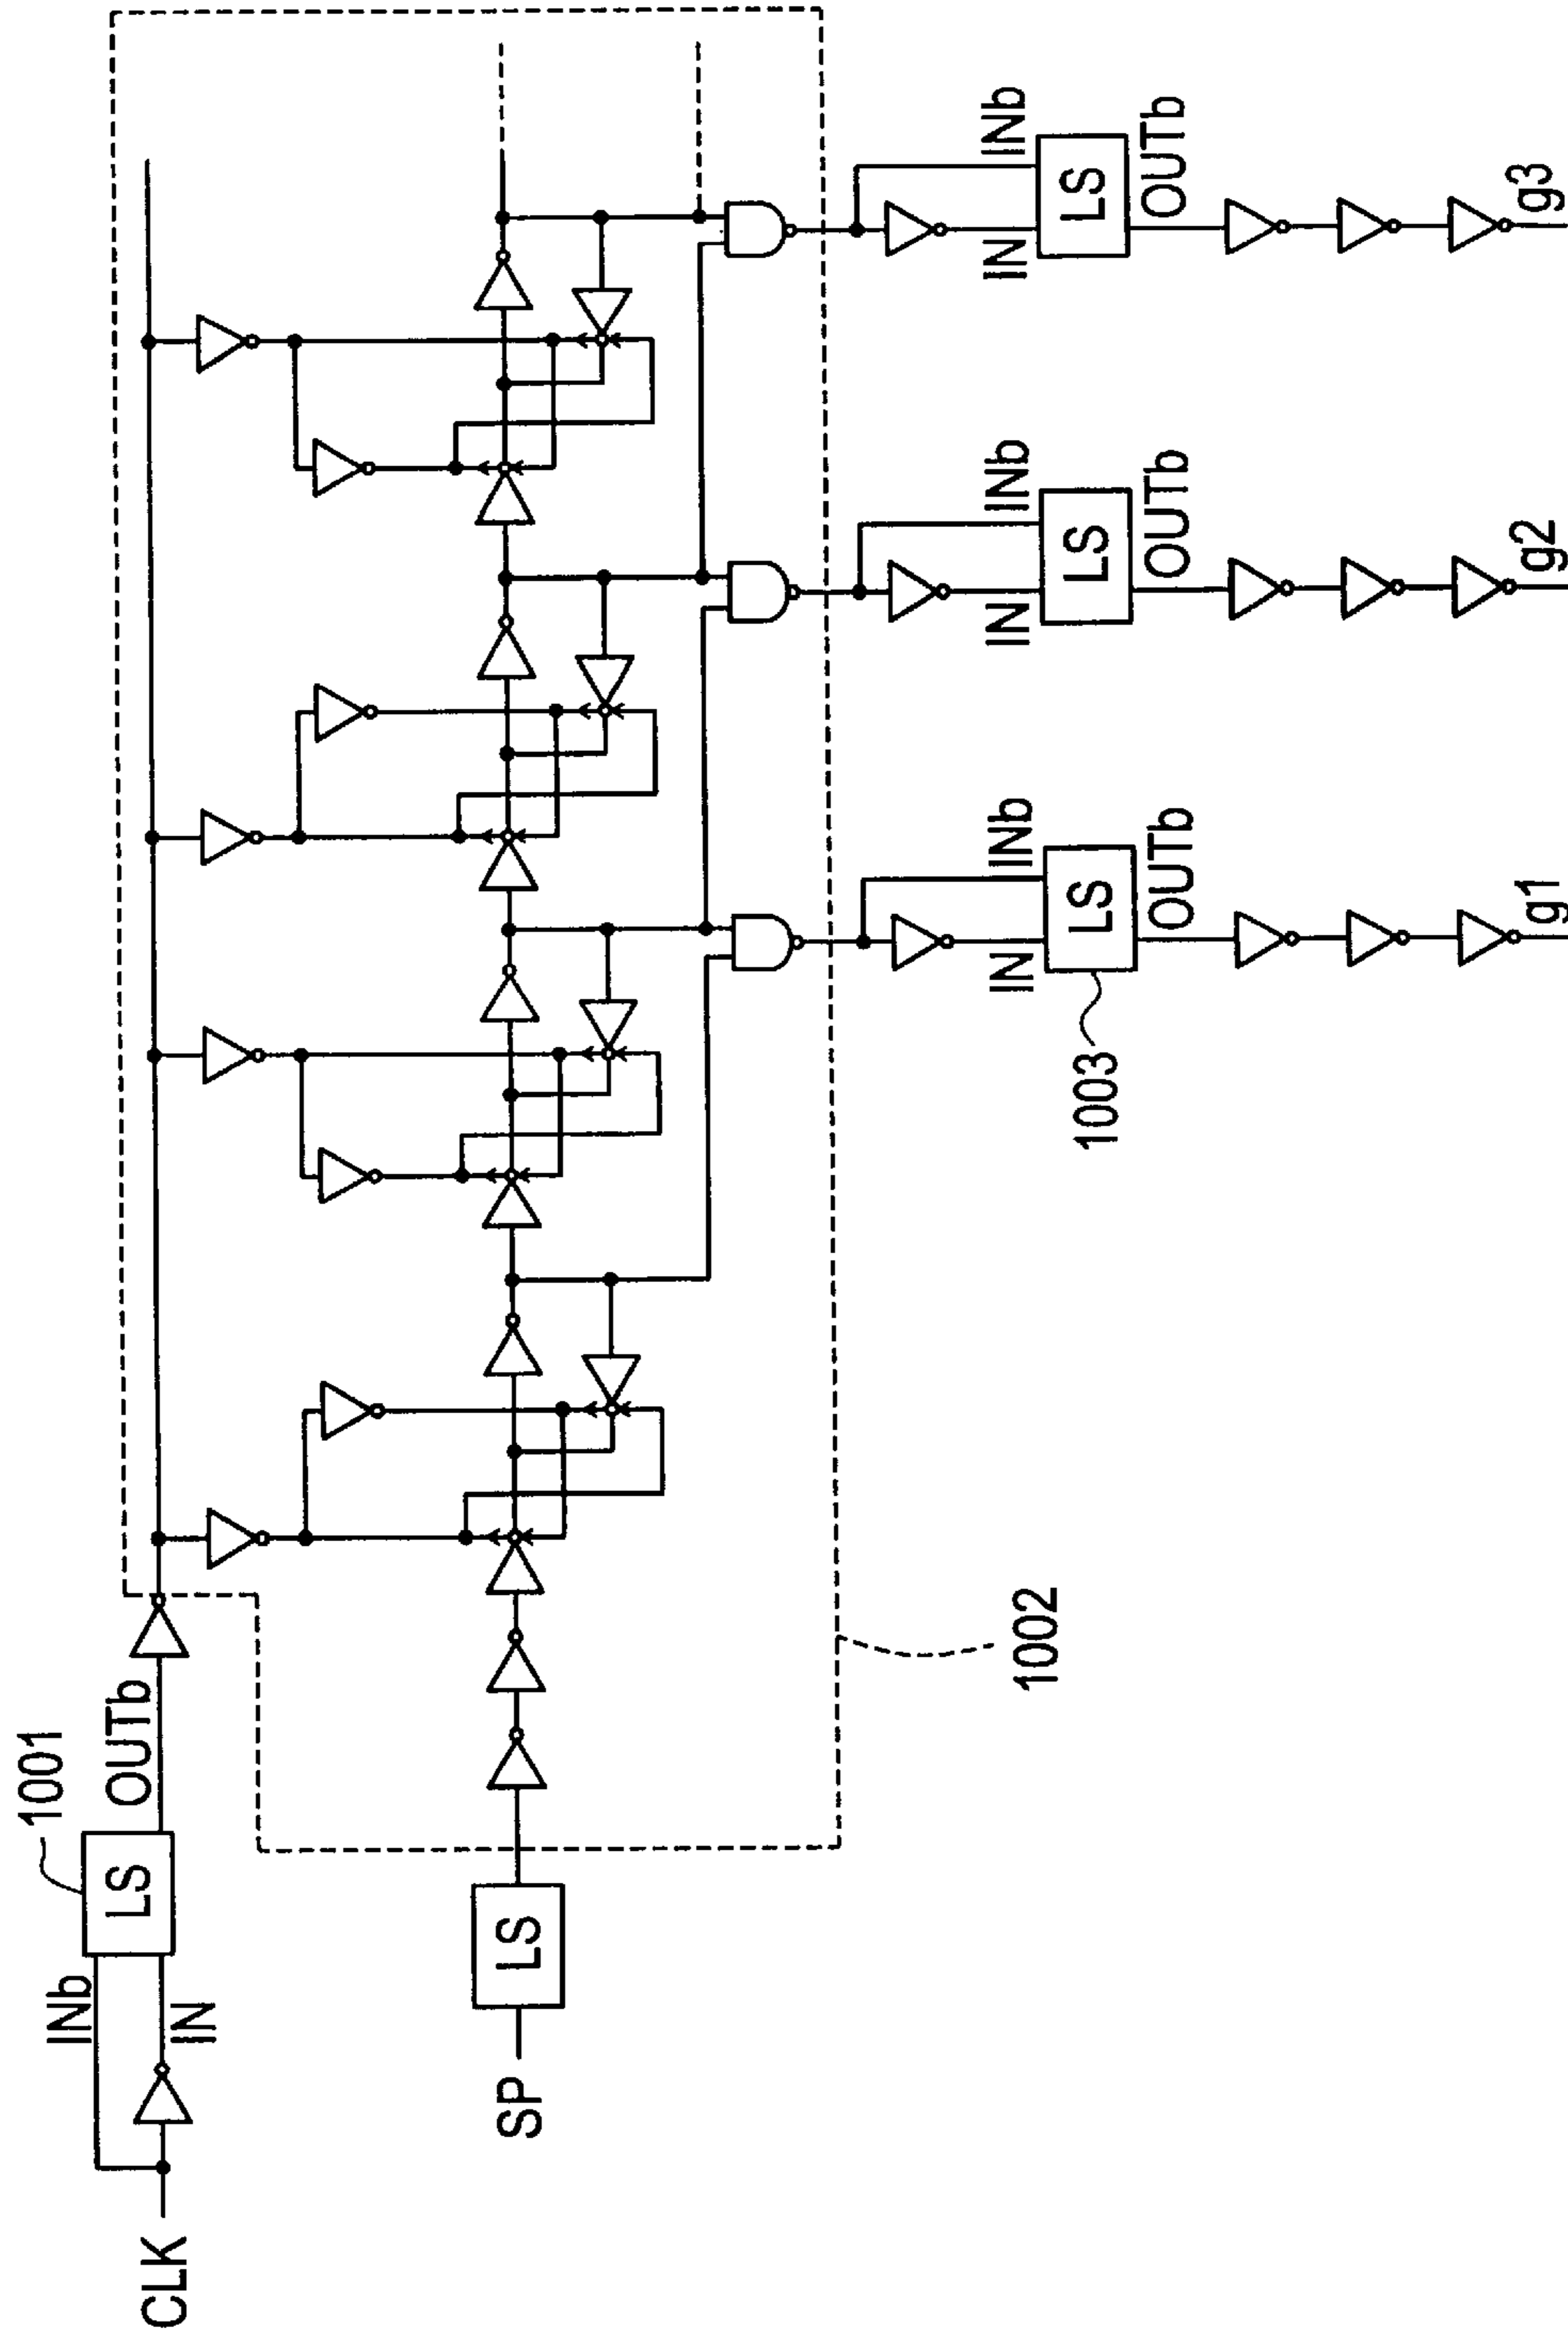 CLK
INb
IN
LS
1001
OUTb
SP
LS
1002
IN
INb
LS
1003
OUTb
g1
IN
INb
LS
OUTb
g2
IN
INb
LS
OUTb
g3